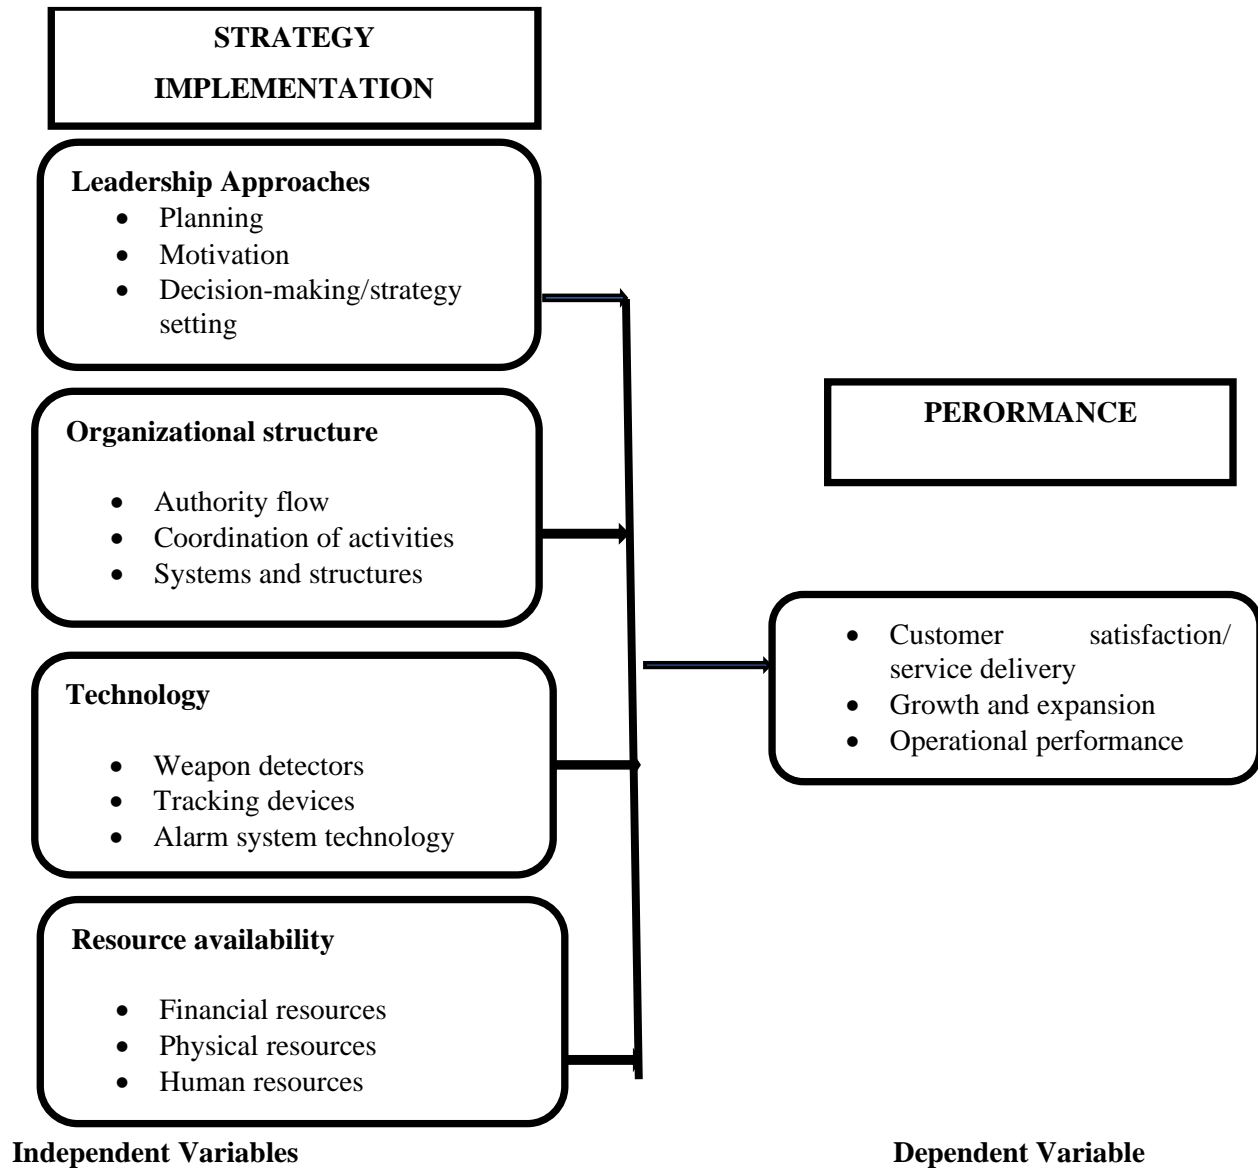 STRATEGY
IMPLEMENTATION
Leadership Approaches
• Planning
• Motivation
• Decision-making/strategy
setting
Organizational structure
• Authority flow
• Coordination of activities
• Systems and structures
Technology
• Weapon detectors
• Tracking devices
• Alarm system technology
Resource availability
• Financial resources
• Physical resources
• Human resources
Independent Variables
PERORMANCE
• Customer satisfaction/
service delivery
• Growth and expansion
• Operational performance
Dependent Variable